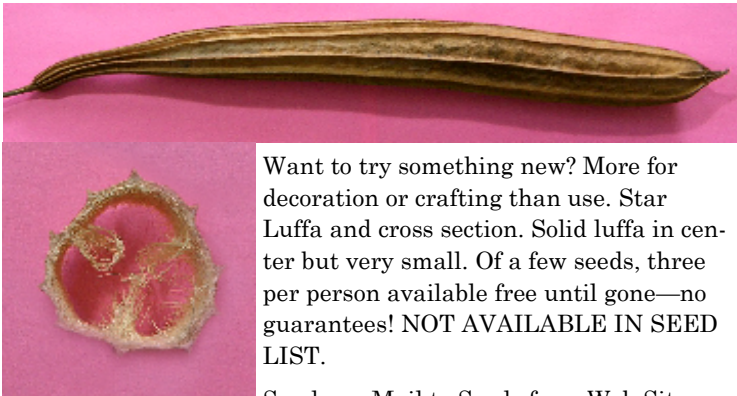 Want to try something new? More for
decoration or crafting than use. Star
Luffa and cross section. Solid luffa in cen-
ter but very small. Of a few seeds, three
per person available free until gone—no
guarantees! NOT AVAILABLE IN SEED
LIST.